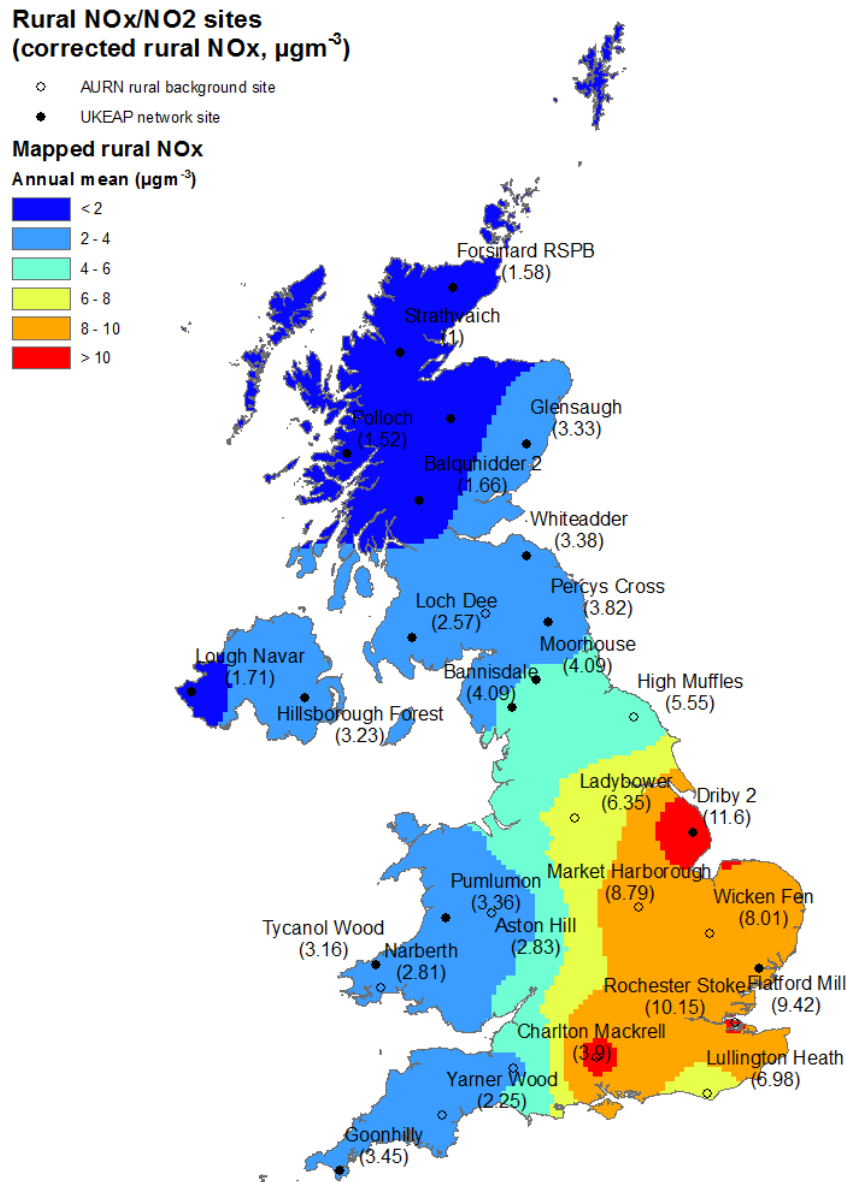 Rural NOx/NO2 sites
(corrected rural NOx, µgm⁻³)
AURN rural background site
UKEAP network site
Mapped rural NOx
Annual mean (µgm⁻³)
< 2
2 - 4
4 - 6
6 - 8
8 - 10
> 10
Forsinard RSPB
(1.58)
Strathvaich
(1)
Glensaugh
(3.33)
Polloch
(1.52)
Balquhidder 2
(1.66)
Whiteadder
(3.38)
Percys Cross
(3.82)
Loch Dee
(2.57)
Moorhouse
(4.09)
Lough Navar
(1.71)
Bannisdale
(4.09)
High Muffles
(5.55)
Hillsborough Forest
(3.23)
Ladybower
(6.35)
Driby 2
(11.6)
Market Harborough
(8.79)
Pumlumon
(3.36)
Wicken Fen
(8.01)
Aston Hill
(2.83)
Tycanol Wood
(3.16)
Narberth
(2.81)
Rochester Stoke
(10.15)
Flatford Mill
(9.42)
Charlton Mackrell
(3.9)
Lullington Heath
(6.98)
Yarner Wood
(2.25)
Goonhilly
(3.45)